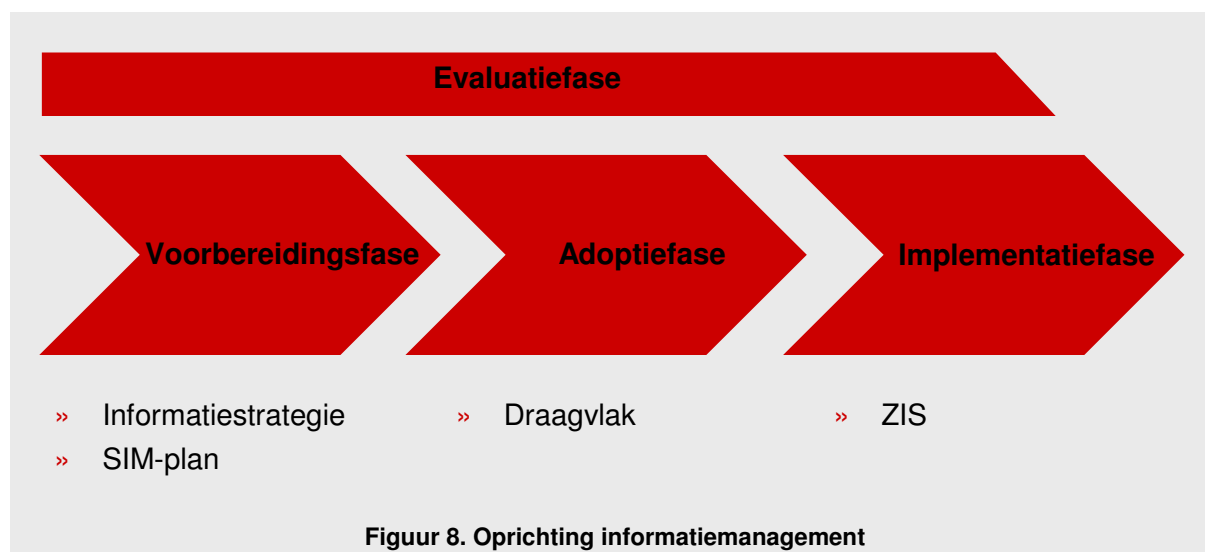 Evaluatiefase
Voorbereidingsfase
Adoptiefase
Implementatiefase
» Informatiestrategie
» SIM-plan
» Draagvlak
» ZIS
Figuur 8. Oprichting informatiemanagement